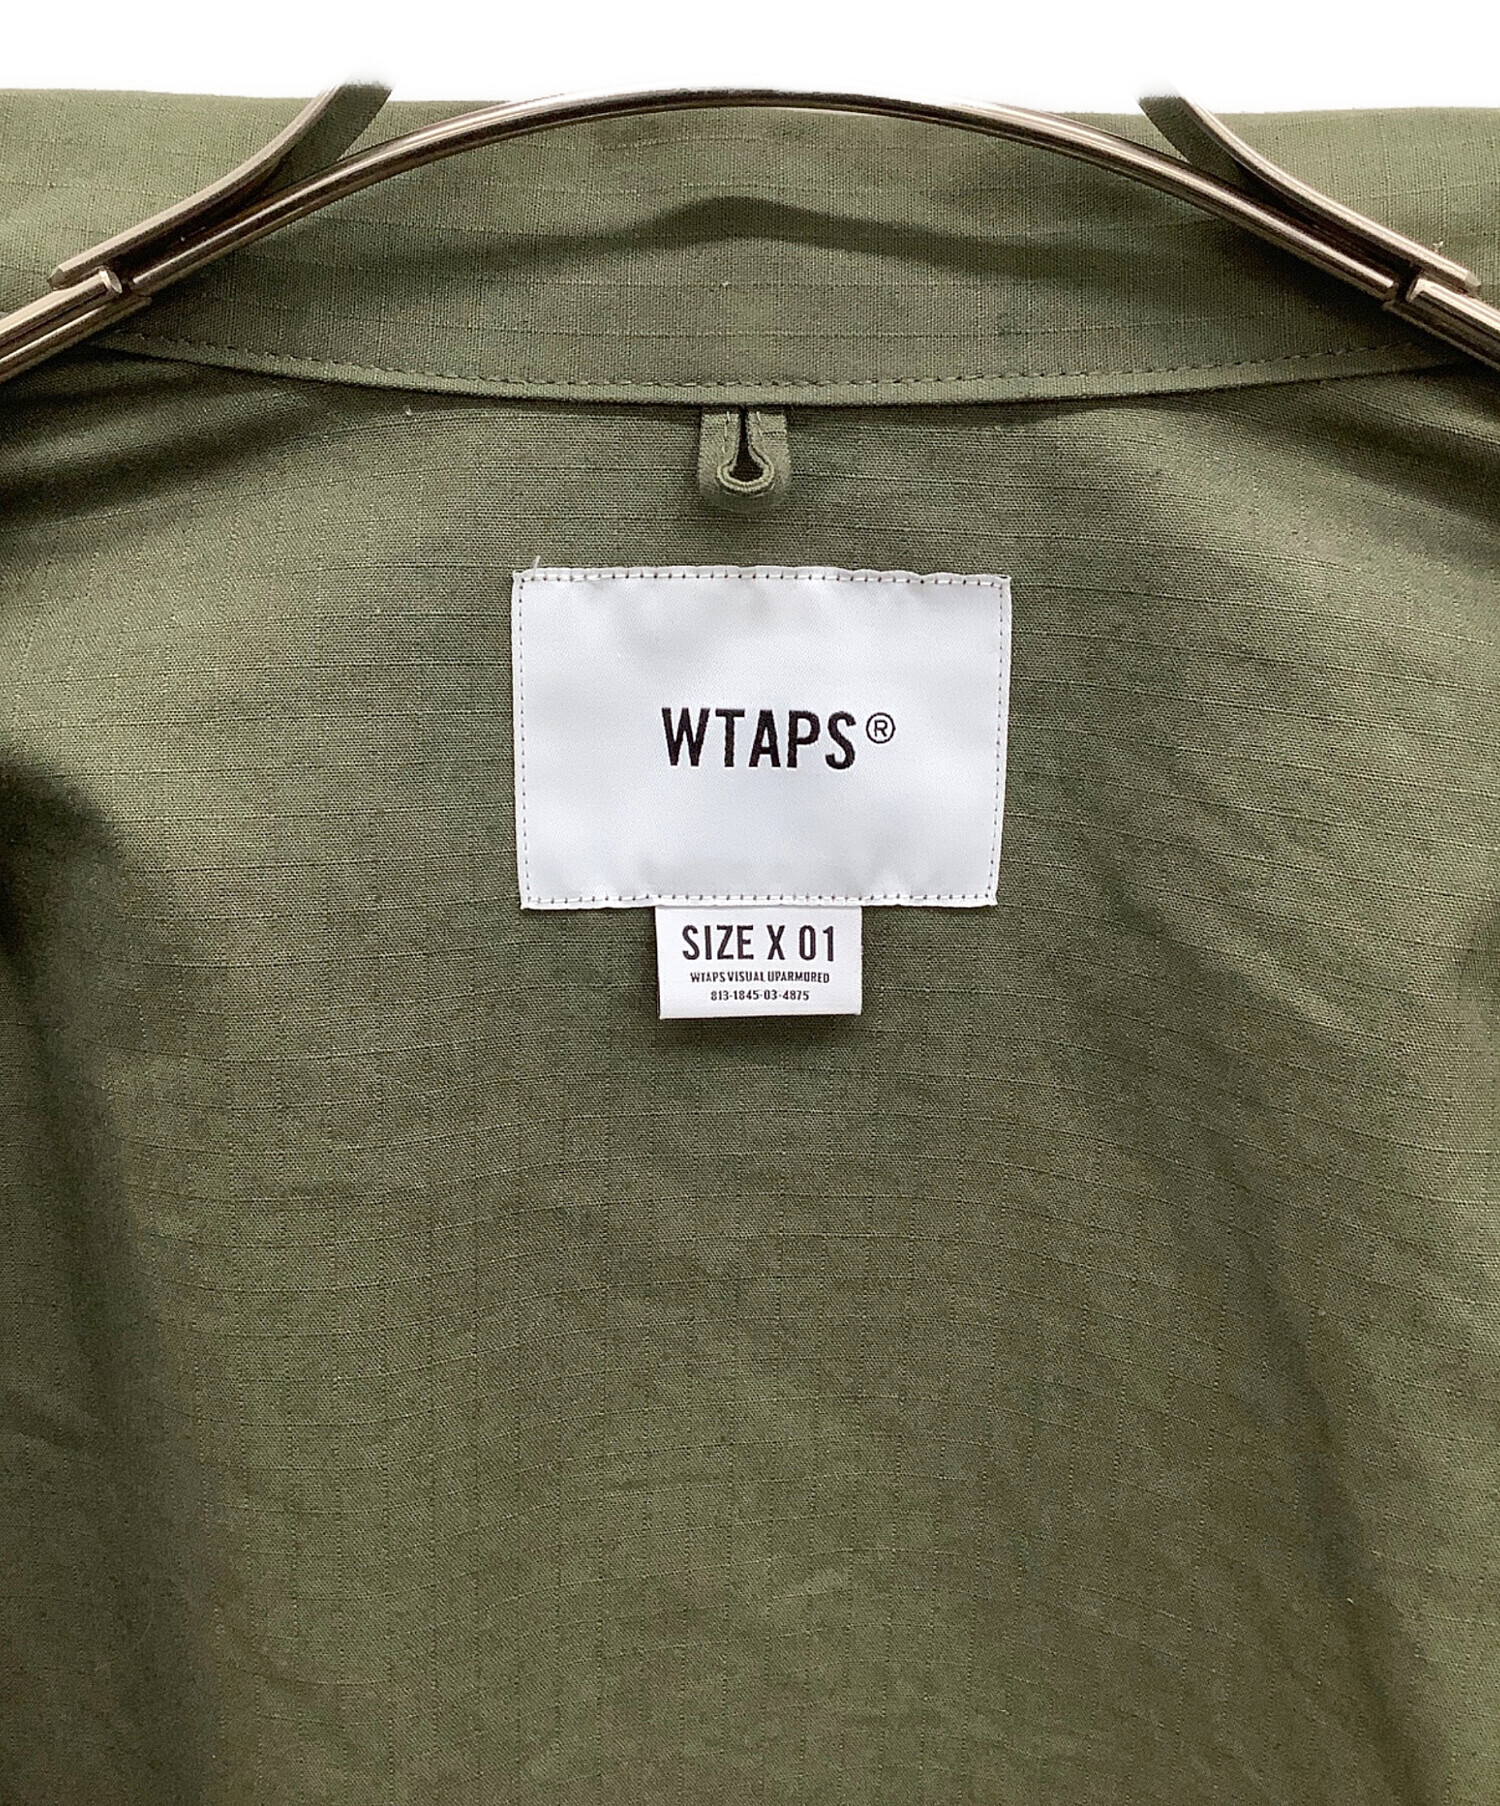 WTAPS®
SIZE X 01
WTAPS VISUAL UPARMORED
813-1845-03-4875